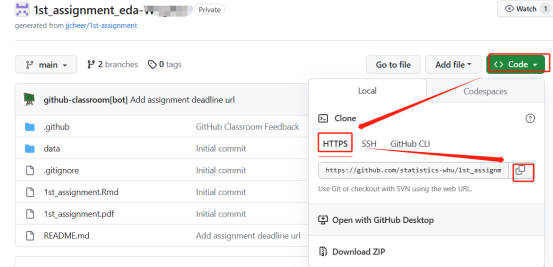 1st_assignment_eda-W
Private
Watch 1
generated from jjcheer/1st-assignment
main
2 branches
0 tags
Go to file
Add file
<> Code
github-classroom[bot] Add assignment deadline url
Local
Codespaces
.github
GitHub Classroom Feedback
Clone
data
Initial commit
HTTPS
SSH
GitHub CLI
.gitignore
Initial commit
https://github.com/statistics-whu/1st_assignm
1st_assignment.Rmd
Initial commit
Use Git or checkout with SVN using the web URL.
1st_assignment.pdf
Initial commit
Open with GitHub Desktop
README.md
Add assignment deadline url
Download ZIP